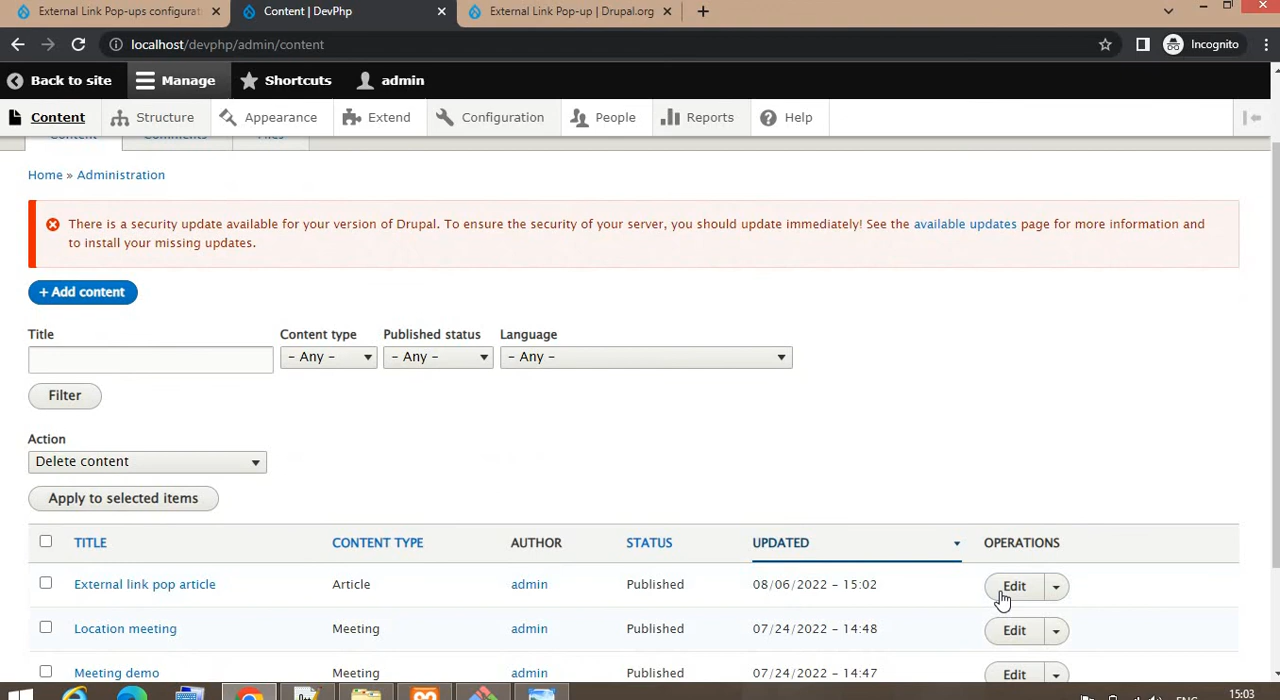 External Link Pop-ups configurat
Content | DevPhp
External Link Pop-up | Drupal.org
localhost/devphp/admin/content
Incognito
Back to site
Manage
Shortcuts
admin
Content
Structure
Appearance
Extend
Configuration
People
Reports
Help
Content
Comments
Files
Home » Administration
There is a security update available for your version of Drupal. To ensure the security of your server, you should update immediately! See the available updates page for more information and
to install your missing updates.
+ Add content
Title
Content type
Published status
Language
- Any -
- Any -
- Any -
Filter
Action
Delete content
Apply to selected items
TITLE
CONTENT TYPE
AUTHOR
STATUS
UPDATED
OPERATIONS
External link pop article
Article
admin
Published
08/06/2022 - 15:02
Edit
Location meeting
Meeting
admin
Published
07/24/2022 - 14:48
Edit
Meeting demo
Meeting
admin
Published
07/24/2022 - 14:47
Edit
15:03